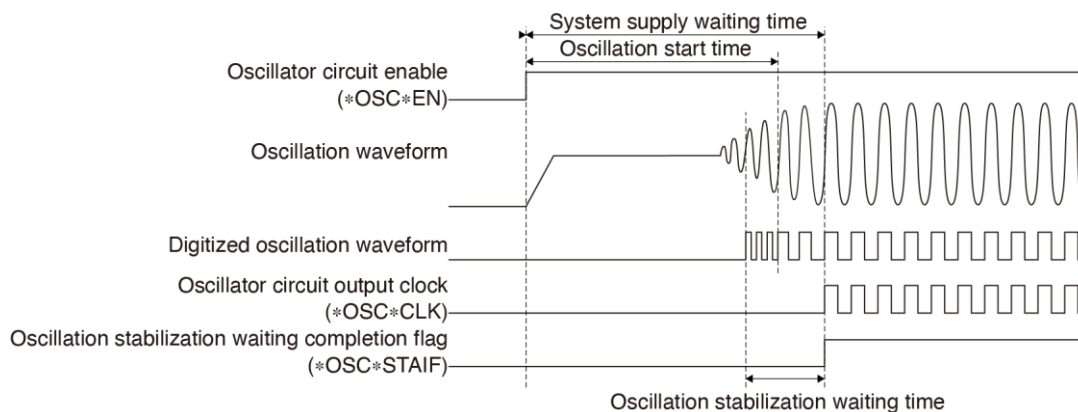 System supply waiting time
Oscillation start time
Oscillator circuit enable
(*OSC*EN)
Oscillation waveform
Digitized oscillation waveform
Oscillator circuit output clock
(*OSC*CLK)
Oscillation stabilization waiting completion flag
(*OSC*STAIF)
Oscillation stabilization waiting time